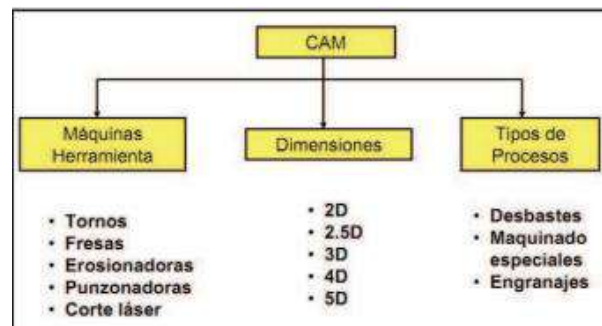 CAM
Máquinas
Herramienta
Dimensiones
Tipos de
Procesos
• Tornos
• Fresas
• Erosionadoras
• Punzonadoras
• Corte láser
• 2D
• 2.5D
• 3D
• 4D
• 5D
• Desbastes
• Maquinado
especiales
• Engranajes